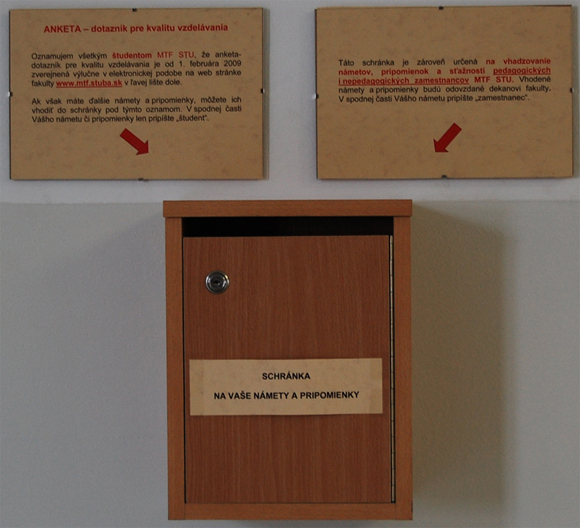 ANKETA – dotazník pre kvalitu vzdelávania
Oznamujem všetkým študentom MTF STU, že anketa-
dotazník pre kvalitu vzdelávania je od 1. februára 2009
zverejnená výlučne v elektronickej podobe na web stránke
fakulty www.mtf.stuba.sk v ľavej lište dole.
Ak však máte ďalšie námety a pripomienky, môžete ich
vhodiť do schránky pod týmto oznamom. V spodnej časti
Vášho námetu či pripomienky len pripíšte „študent“.
Táto schránka je zároveň určená na vhadzovanie
námetov, pripomienok a sťažností pedagogických
i nepedagogických zamestnancov MTF STU. Vhodené
námety a pripomienky budú odovzdané dekanovi fakulty.
V spodnej časti Vášho námetu pripíšte „zamestnanec“.
SCHRÁNKA
NA VAŠE NÁMETY A PRIPOMIENKY